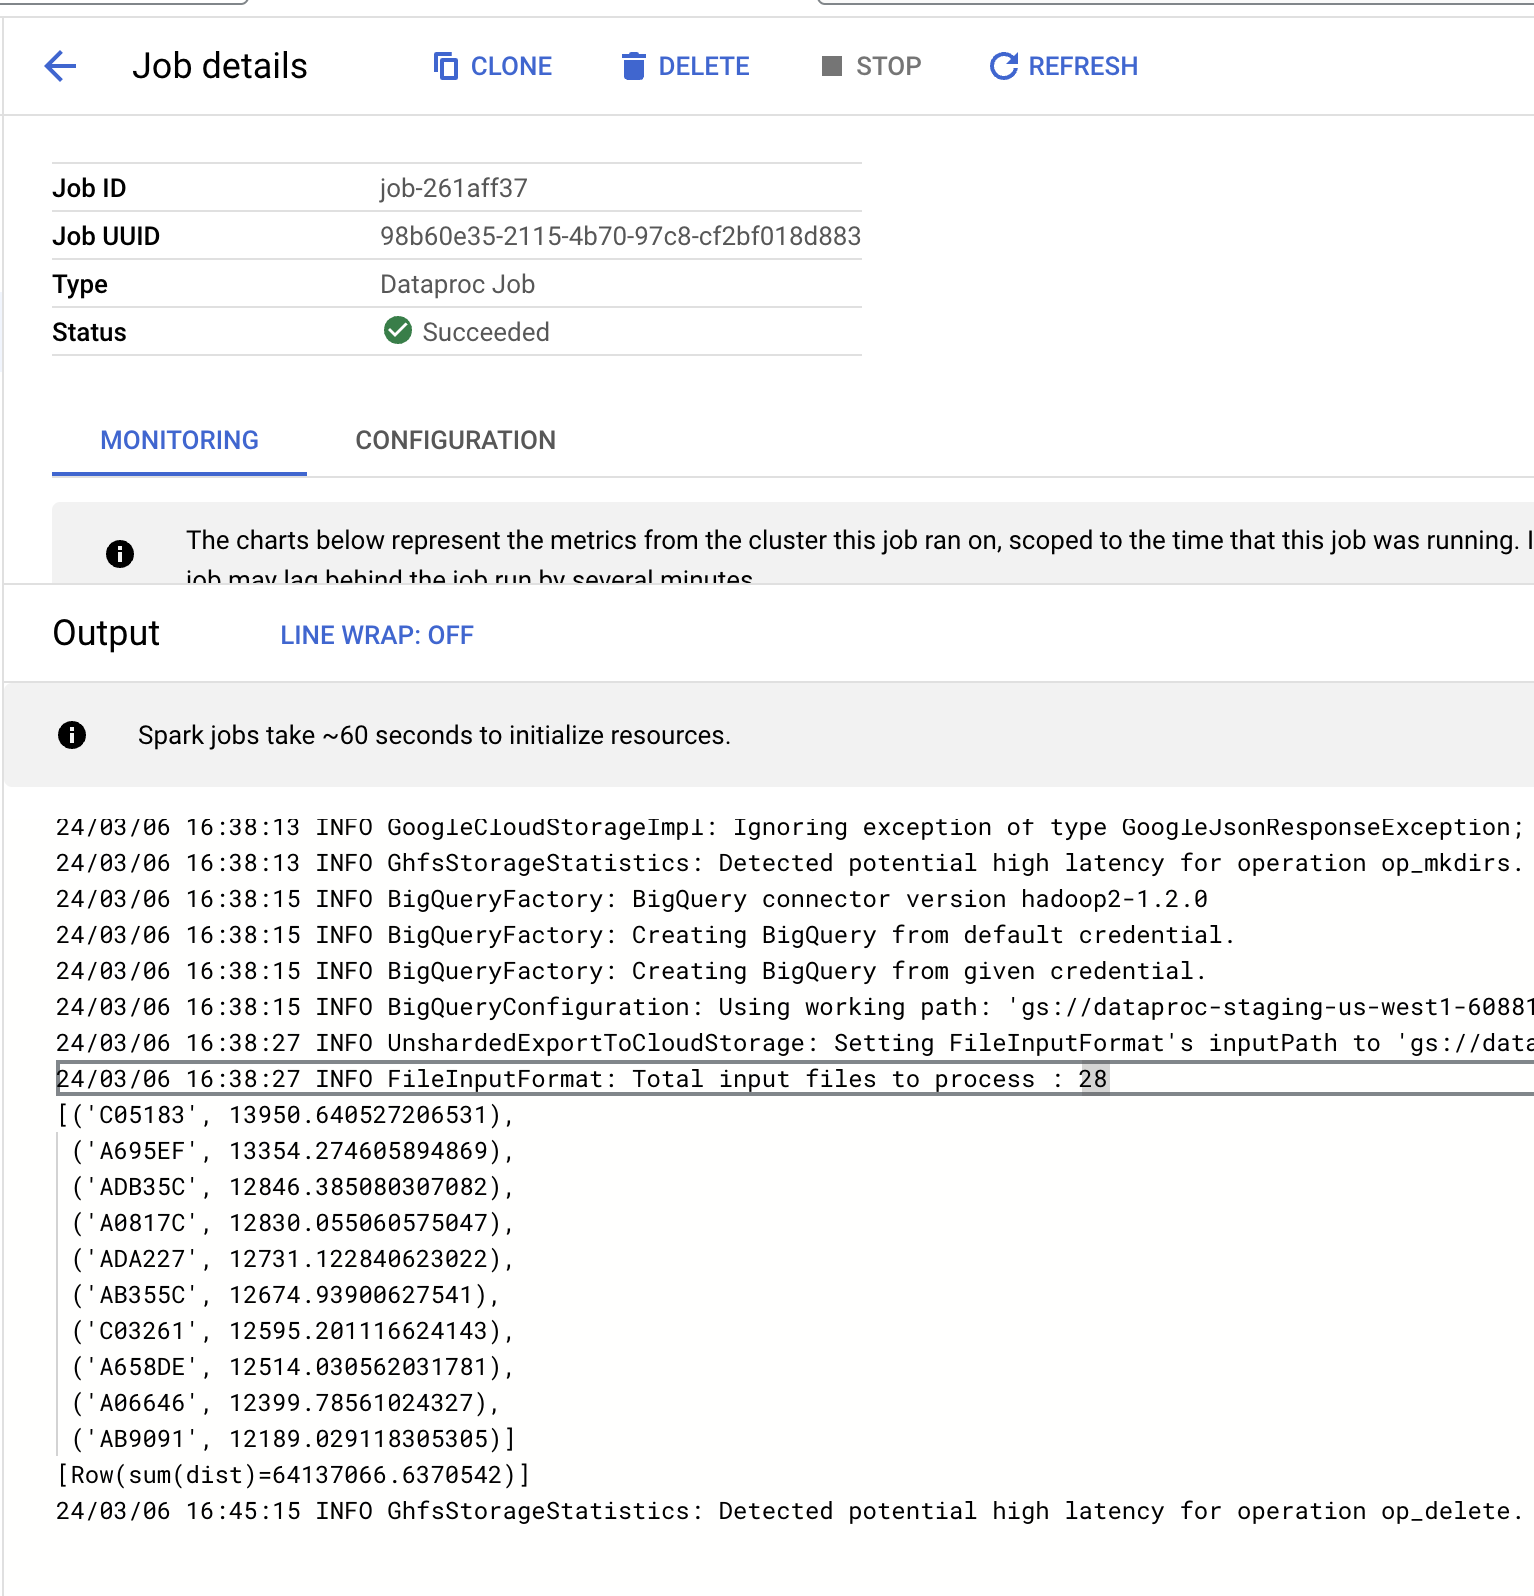 Job details CLONE DELETE STOP REFRESH
Job ID job-261aff37
Job UUID 98b60e35-2115-4b70-97c8-cf2bf018d883
Type Dataproc Job
Status Succeeded
MONITORING CONFIGURATION
The charts below represent the metrics from the cluster this job ran on, scoped to the time that this job was running.
job may lag behind the job run by several minutes
Output LINE WRAP: OFF
Spark jobs take ~60 seconds to initialize resources.
24/03/06 16:38:13 INFO GoogleCloudStorageImpl: Ignoring exception of type GoogleJsonResponseException;
24/03/06 16:38:13 INFO GhfsStorageStatistics: Detected potential high latency for operation op_mkdirs.
24/03/06 16:38:15 INFO BigQueryFactory: BigQuery connector version hadoop2-1.2.0
24/03/06 16:38:15 INFO BigQueryFactory: Creating BigQuery from default credential.
24/03/06 16:38:15 INFO BigQueryFactory: Creating BigQuery from given credential.
24/03/06 16:38:15 INFO BigQueryConfiguration: Using working path: 'gs://dataproc-staging-us-west1-60881
24/03/06 16:38:27 INFO UnshardedExportToCloudStorage: Setting FileInputFormat's inputPath to 'gs://data
24/03/06 16:38:27 INFO FileInputFormat: Total input files to process : 28
[('C05183', 13950.640527206531),
('A695EF', 13354.274605894869),
('ADB35C', 12846.385080307082),
('A0817C', 12830.055060575047),
('ADA227', 12731.122840623022),
('AB355C', 12674.93900627541),
('C03261', 12595.201116624143),
('A658DE', 12514.030562031781),
('A06646', 12399.78561024327),
('AB9091', 12189.029118305305)]
[Row(sum(dist)=64137066.6370542)]
24/03/06 16:45:15 INFO GhfsStorageStatistics: Detected potential high latency for operation op_delete.